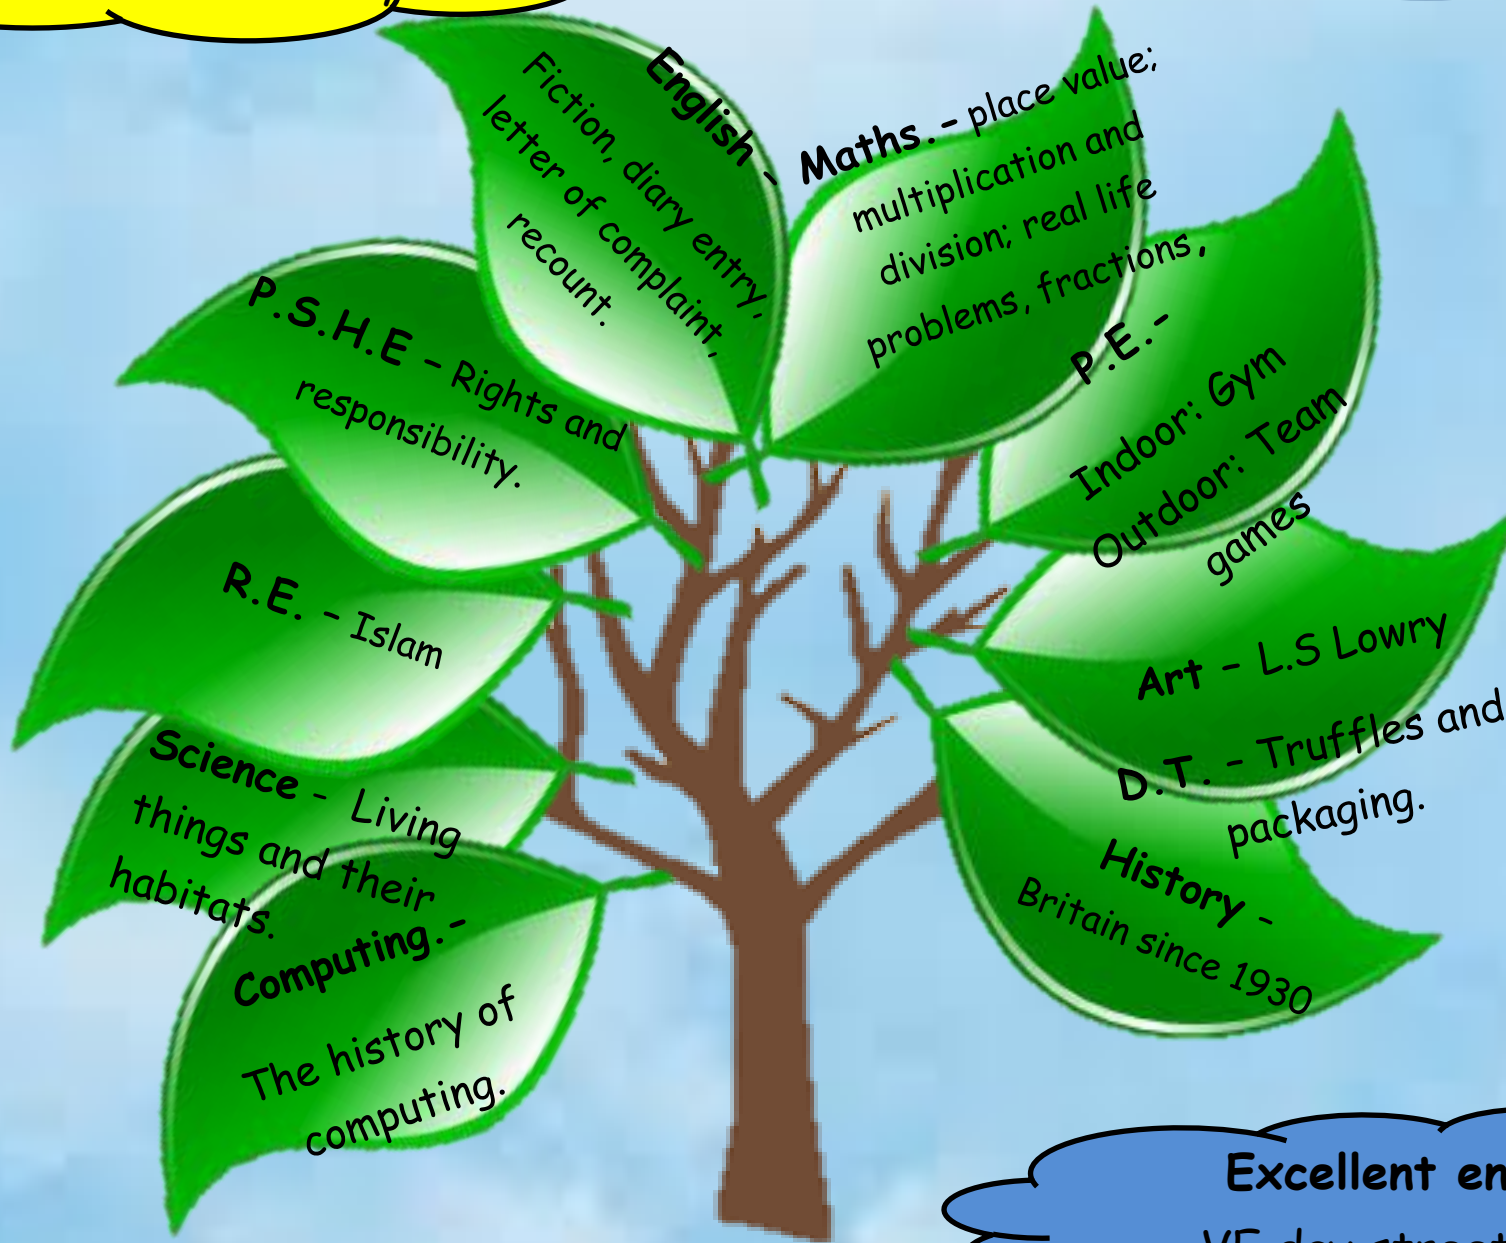 English -
Fiction, diary entry,
letter of complaint,
recount.
Maths. - place value;
multiplication and
division; real life
problems, fractions,
P.S.H.E - Rights and
responsibility.
P.E.-
Indoor: Gym
Outdoor: Team
games
R.E. - Islam
Art - L.S Lowry
D.T. - Truffles and
packaging.
Science - Living
things and their
habitats.
History -
Britain since 1930
Computing.-
The history of
computing.
Excellent